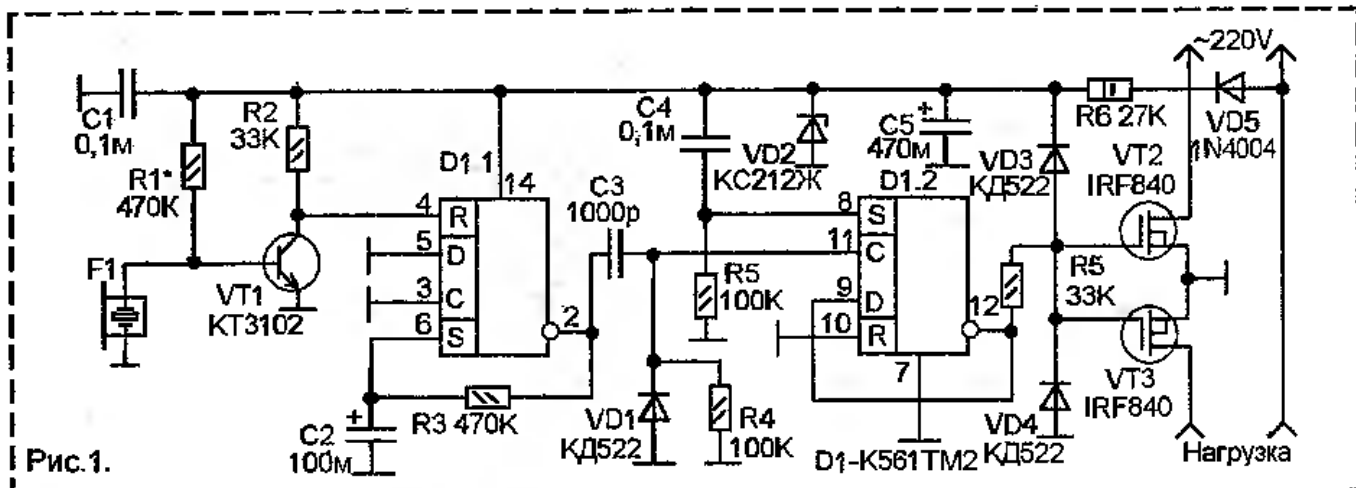 ~220V
C1
0,1м
R2
33K
R1*
470K
D1.1
14
C4
0,1м
VD2
КС212Ж
C5
470м
+
R6 27K
VD5
1N4004
VD3
КД522
VT2
IRF840
F1
VT1
КТ3102
4
R
5
D
3
C
6
S
2
C3
1000р
D1.2
8
S
11
C
9
D
10
R
12
7
R5
100K
R5
33K
VT3
IRF840
+
C2
100м
R3 470K
VD1
КД522
R4
100K
VD4
КД522
D1-К561ТМ2
Нагрузка
Рис.1.